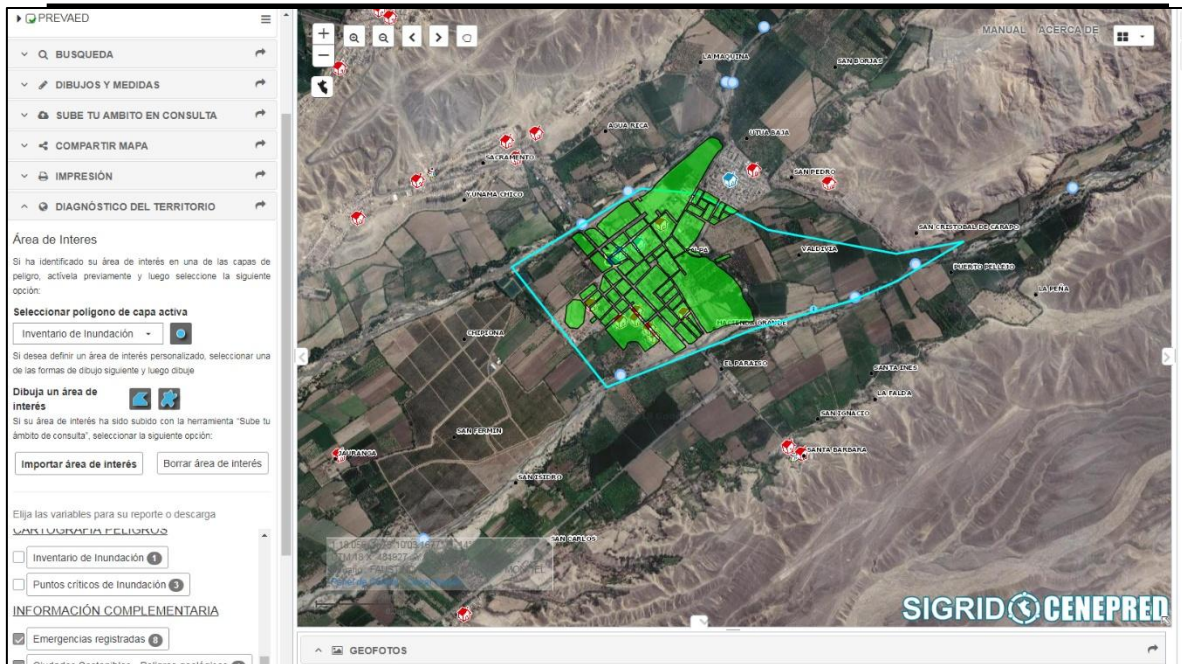 PREVAED
BUSQUEDA
DIBUJOS Y MEDIDAS
SUBE TU AMBITO EN CONSULTA
COMPARTIR MAPA
IMPRESIÓN
DIAGNÓSTICO DEL TERRITORIO
Área de Interes
Si ha identificado su área de interés en una de las capas de
peligro, actívela previamente y luego seleccione la siguiente
opción:
Seleccionar polígono de capa activa
Inventario de Inundación
Si desea definir un área de interés personalizado, seleccionar una
de las formas de dibujo siguiente y luego dibuje
Dibuja un área de
interés
Si su área de interés ha sido subido con la herramienta "Sube tu
ámbito de consulta", seleccionar la siguiente opción:
Importar área de interés Borrar área de interés
Elija las variables para su reporte o descarga
CARTOGRAFIA PELIGROS
Inventario de Inundación 1
Puntos críticos de Inundación 3
INFORMACIÓN COMPLEMENTARIA
Emergencias registradas 8
MANUAL ACERCA DE
LA MAQUINA
SAN BORJAS
AGUA RICA
UTUA BAJA
SACRAMENTO
SAN PEDRO
YUNAMA CHICO
SAN CRISTOBAL DE CARAPO
VALDIVIA
PUERTO PELLEJO
LA PEÑA
CHIPIONA
EL PARAISO
SANTA INES
LA FALDA
SAN IGNACIO
SAN FERMIN
SANTA BARBARA
SAN ISIDRO
SAN CARLOS
SIGRID CENEPRED
GEOFOTOS